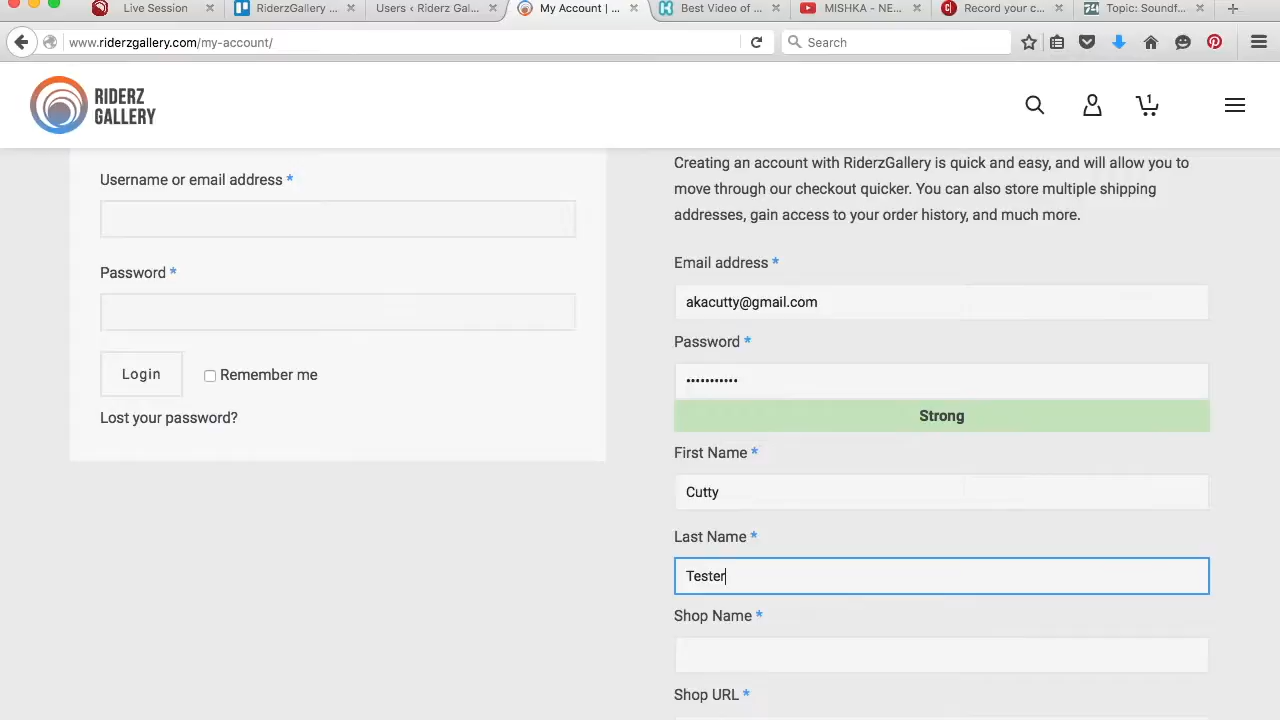 Live Session
RiderzGallery ...
Users ‹ Riderz Gal...
My Account | ...
Best Video of ...
MISHKA - NE...
Record your c...
Topic: Soundf...
www.riderzgallery.com/my-account/
Search
RIDERZ
GALLERY
1
Username or email address *
Password *
Login
Remember me
Lost your password?
Creating an account with RiderzGallery is quick and easy, and will allow you to
move through our checkout quicker. You can also store multiple shipping
addresses, gain access to your order history, and much more.
Email address *
akacutty@gmail.com
Password *
•••••••••••
Strong
First Name *
Cutty
Last Name *
Tester
Shop Name *
Shop URL *